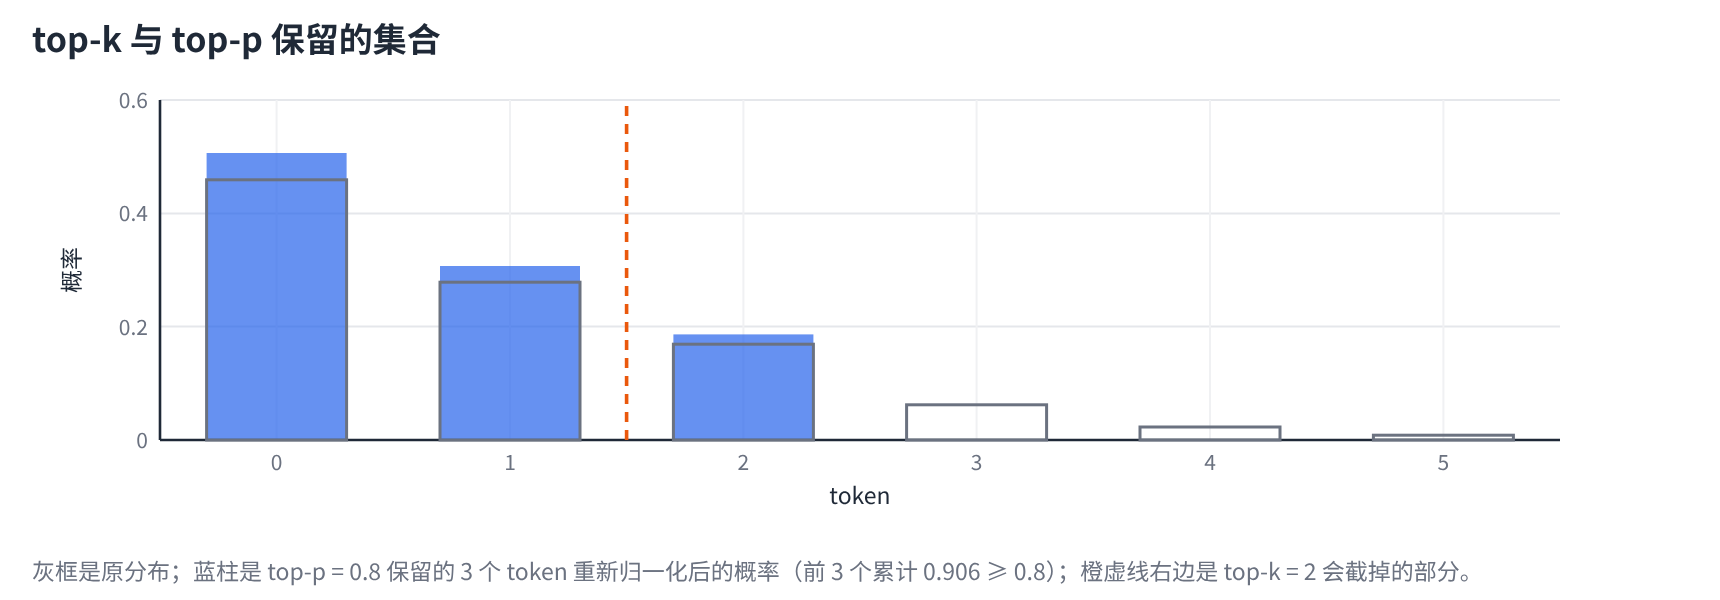 top-k 与 top-p 保留的集合
0.6
0.4
0.2
0
概率
0 1 2 3 4 5
token
灰框是原分布；蓝柱是 top-p = 0.8 保留的 3 个 token 重新归一化后的概率（前 3 个累计 0.906 ⩾ 0.8）；橙虚线右边是 top-k = 2 会截掉的部分。